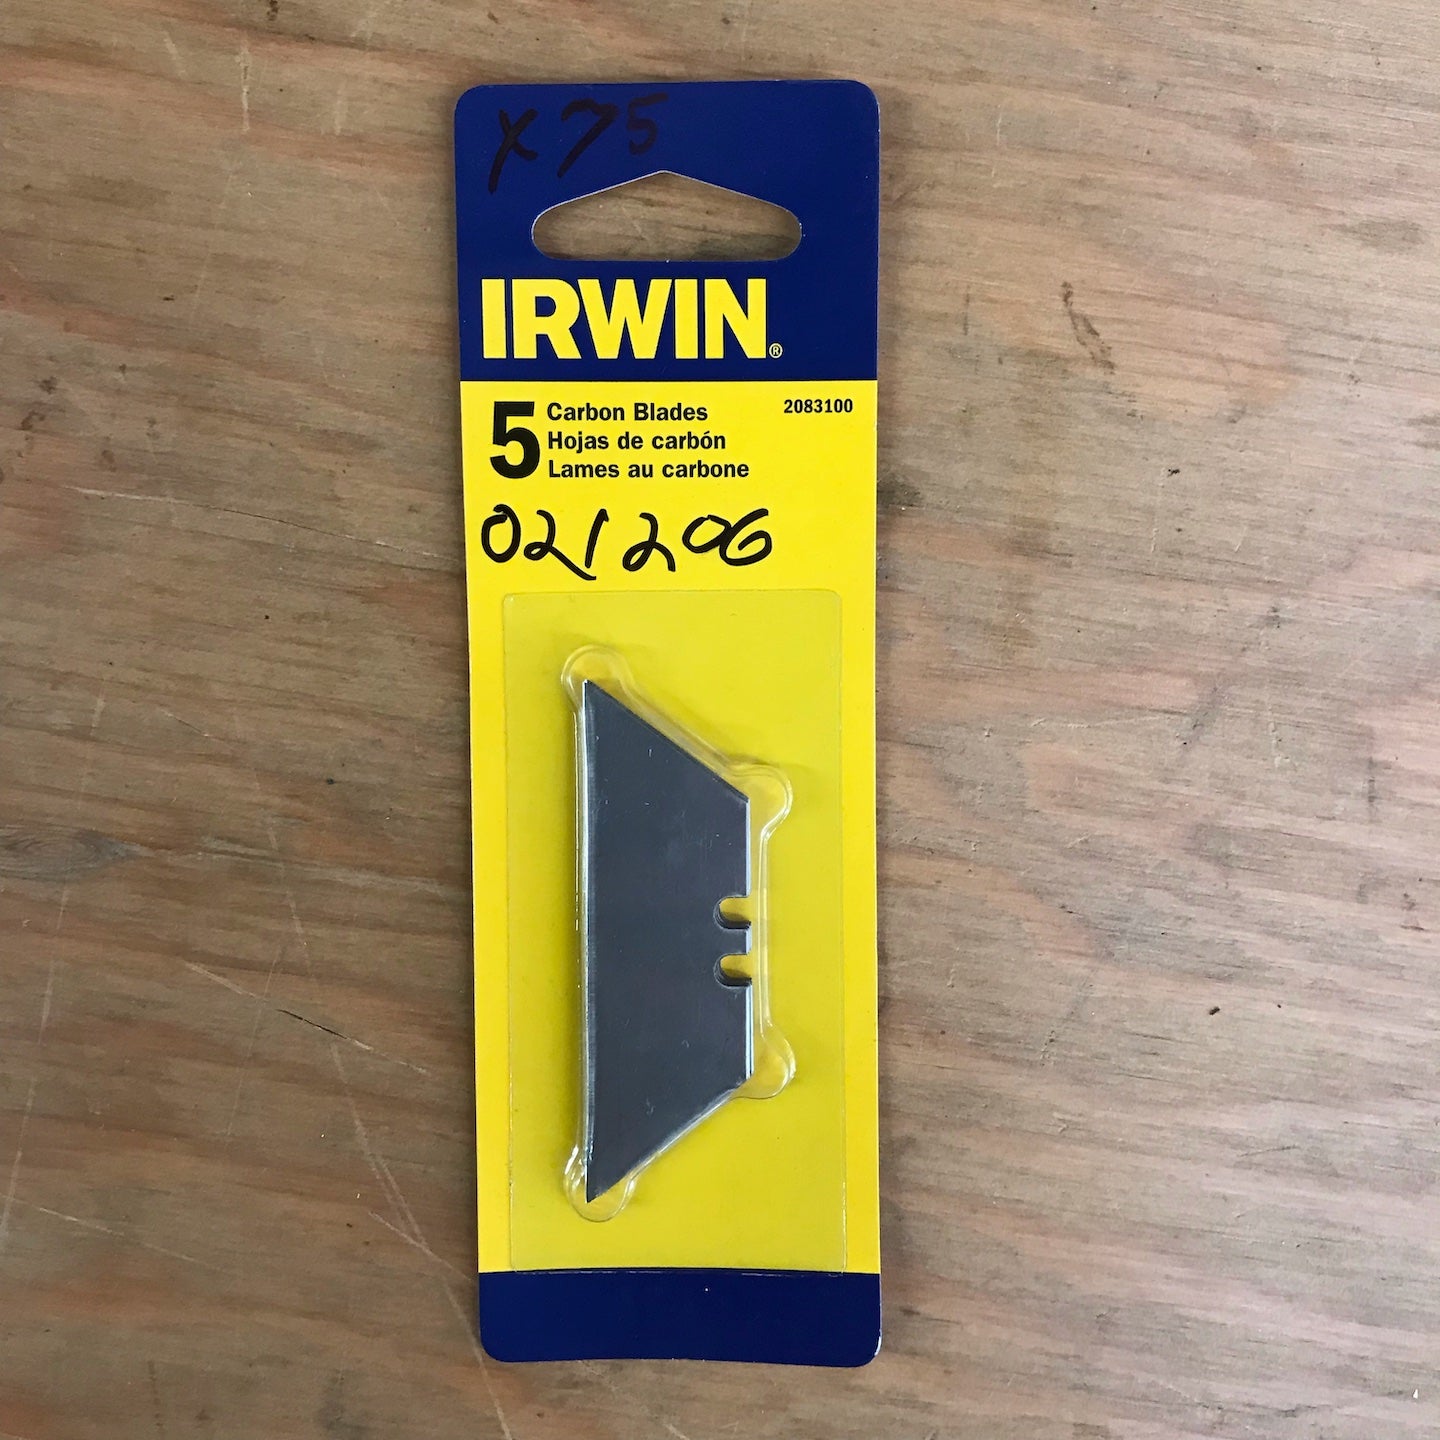 X75
IRWIN®
5 Carbon Blades
Hojas de carbón
Lames au carbone
2083100
021206